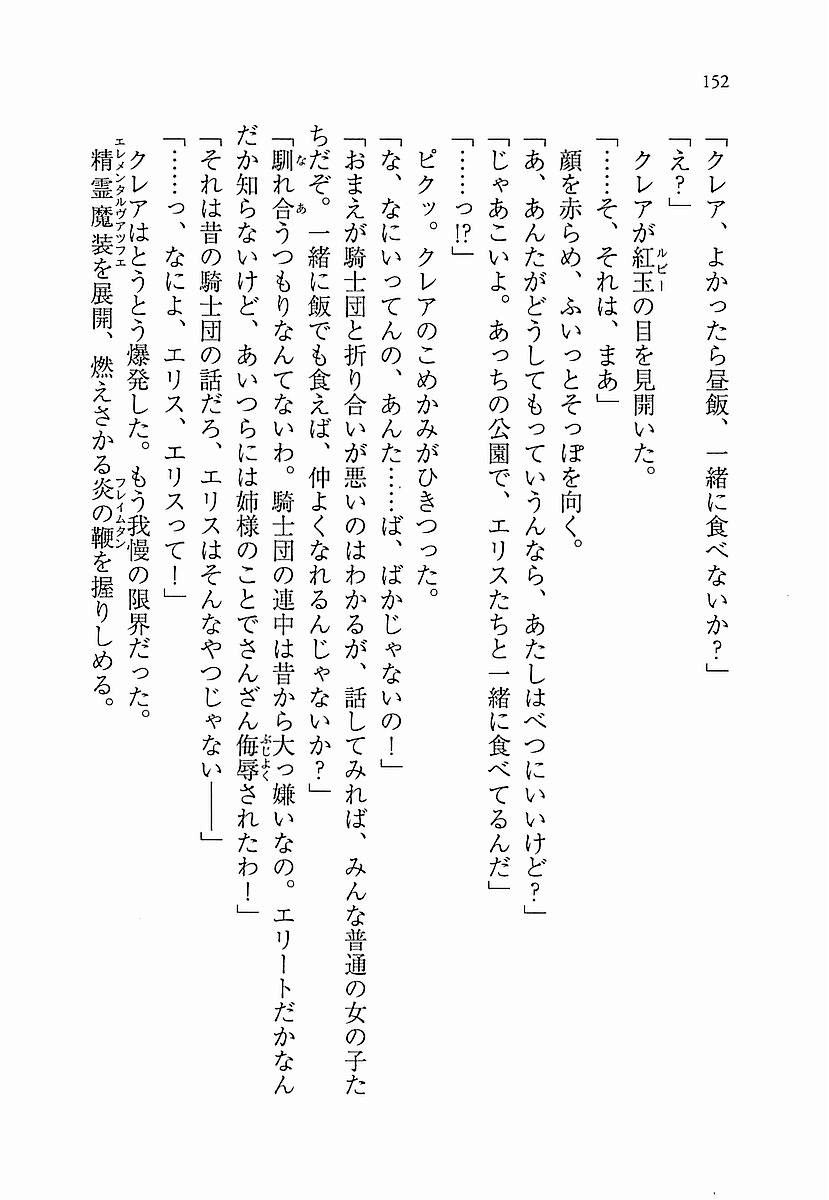 152
「クレア、よかったら昼飯、一緒に食べないか？」
「え？」
　クレアが紅玉の目を見開いた。
ルビー
「……そ、それは、まあ」
　顔を赤らめ、ふいっとそっぽを向く。
「あ、あんたがどうしてもっていうんなら、あたしはべつにいいけど？」
「じゃあこいよ。あっちの公園で、エリスたちと一緒に食べてるんだ」
「……っ!?」
　ピクッ。クレアのこめかみがひきつった。
「な、なにいってんの、あんた……ば、ばかじゃないの！」
「おまえが騎士団と折り合いが悪いのはわかるが、話してみれば、みんな普通の女の子た
ちだぞ。一緒に飯でも食えば、仲よくなれるんじゃないか？」
「馴れ合うつもりなんてないわ。騎士団の連中は昔から大っ嫌いなの。エリートだかなん
なあ
だか知らないけど、あいつらには姉様のことでさんざん侮辱されたわ！」
ぶじよく
「それは昔の騎士団の話だろ、エリスはそんなやつじゃない――」
「……っ、なによ、エリス、エリスって！」
　クレアはとうとう爆発した。もう我慢の限界だった。
　精霊魔装を展開、燃えさかる炎の鞭を握りしめる。
エレメンタルヴアツフエ
フレイムタン